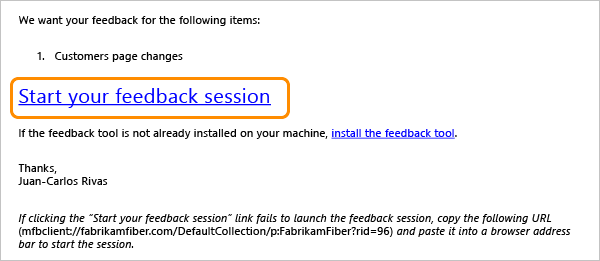 We want your feedback for the following items:
1. Customers page changes
Start your feedback session
If the feedback tool is not already installed on your machine, install the feedback tool.
Thanks,
Juan-Carlos Rivas
If clicking the "Start your feedback session" link fails to launch the feedback session, copy the following URL
(mfbclient://fabrikamfiber.com/DefaultCollection/p:FabrikamFiber?rid=96) and paste it into a browser address
bar to start the session.